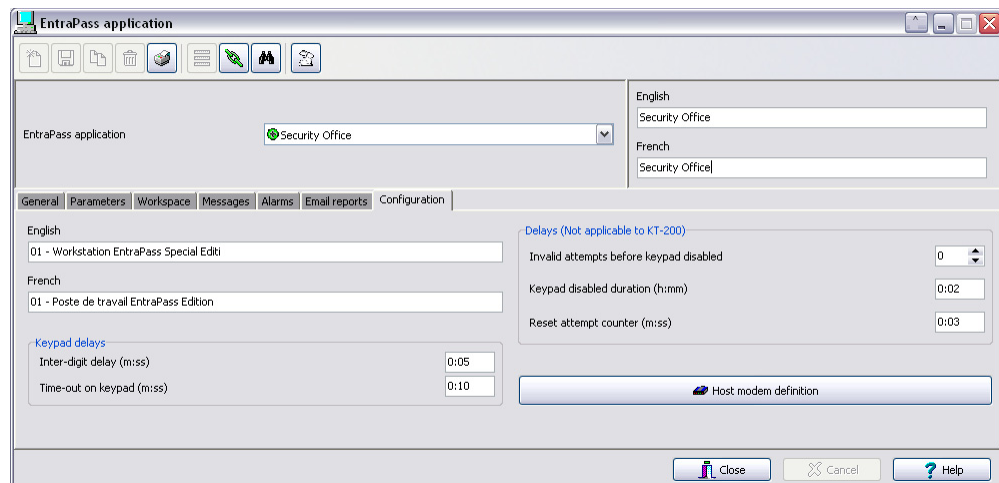 EntraPass application
English
Security Office
EntraPass application
Security Office
French
Security Office
General Parameters Workspace Messages Alarms Email reports Configuration
English
01 - Workstation EntraPass Special Editi
French
01 - Poste de travail EntraPass Edition
Keypad delays
Inter-digit delay (m:ss) 0:05
Time-out on keypad (m:ss) 0:10
Delays (Not applicable to KT-200)
Invalid attempts before keypad disabled 0
Keypad disabled duration (h:mm) 0:02
Reset attempt counter (m:ss) 0:03
Host modem definition
Close Cancel Help